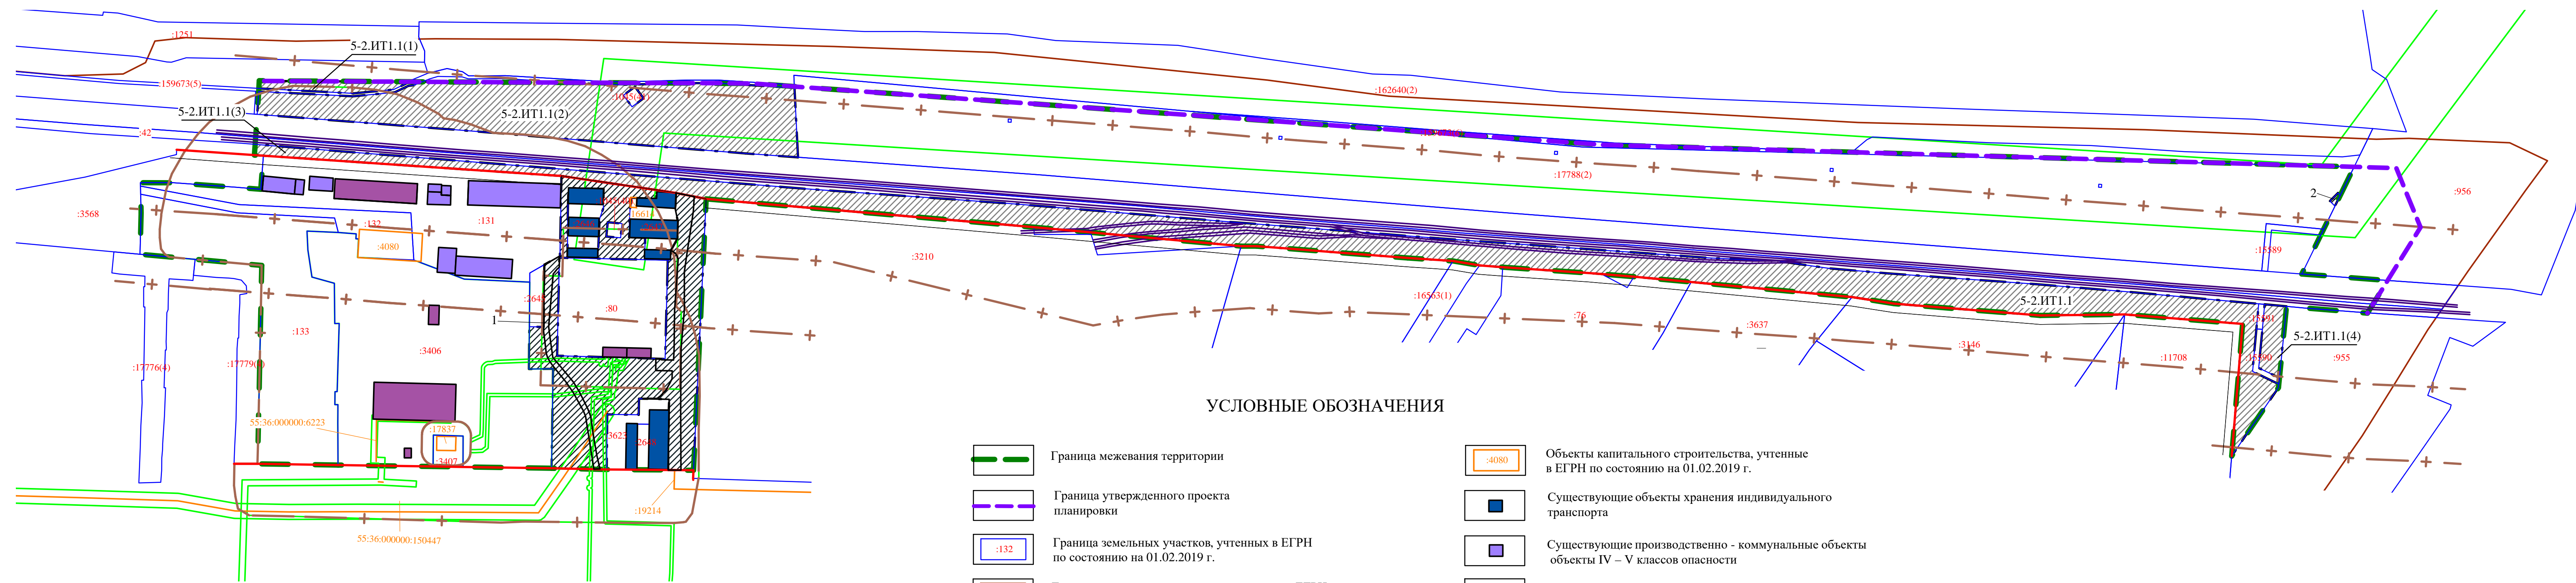 :1251
5-2.ИТ1.1(1)
:159673(5)
5-2.ИТ1.1(3)
5-2.ИТ1.1(2)
:42
:162640(2)
:17788(2)
:956
2
:3568
:132
:131
:4080
:3210
:15589
:80
1
:16563(1)
:76
:3637
5-2.ИТ1.1
:3146
5-2.ИТ1.1(4)
:11708
:955
:133
:3406
:17776(4)
55:36:000000:6223
:17837
:3407
:3623
:19214
55:36:000000:150447
УСЛОВНЫЕ ОБОЗНАЧЕНИЯ
Граница межевания территории
Граница утвержденного проекта
планировки
:132
Граница земельных участков, учтенных в ЕГРН
по состоянию на 01.02.2019 г.
:4080
Объекты капитального строительства, учтенные
в ЕГРН по состоянию на 01.02.2019 г.
Существующие объекты хранения индивидуального
транспорта
Существующие производственно - коммунальные объекты
объекты IV – V классов опасности